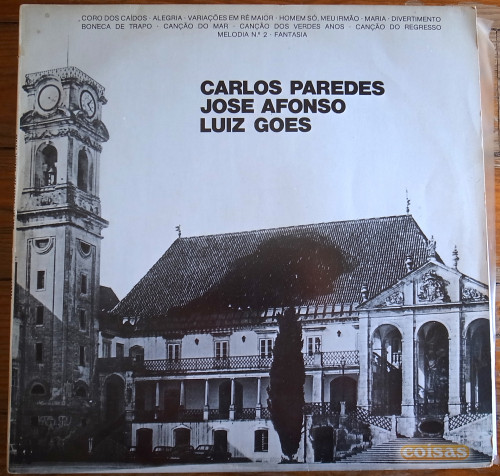 CORO DOS CAÍDOS · ALEGRIA · VARIAÇÕES EM RÉ MAIÓR · HOMEM SÓ, MEU IRMÃO · MARIA · DIVERTIMENTO
BONECA DE TRAPO · CANÇÃO DO MAR · CANÇÃO DOS VERDES ANOS · CANÇÃO DO REGRESSO
MELODIA N.º 2 · FANTASIA
CARLOS PAREDES
JOSE AFONSO
LUIZ GOES
coisas